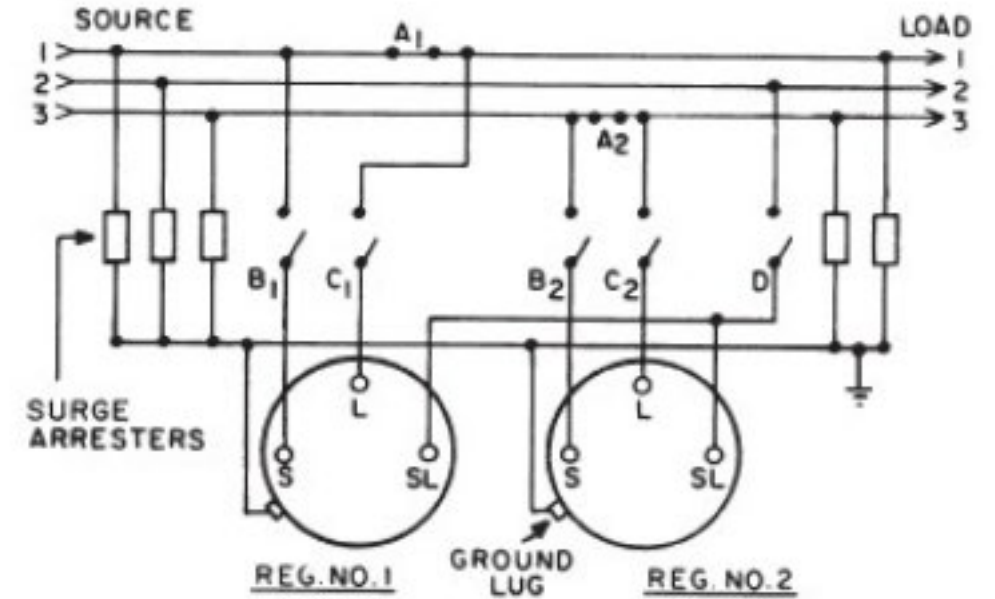 SOURCE
LOAD
A1
1
1
2
2
3
3
A2
B1
C1
B2
C2
D
L
L
S
SL
S
SL
SURGE
ARRESTERS
GROUND
LUG
REG. NO. 1
REG. NO. 2